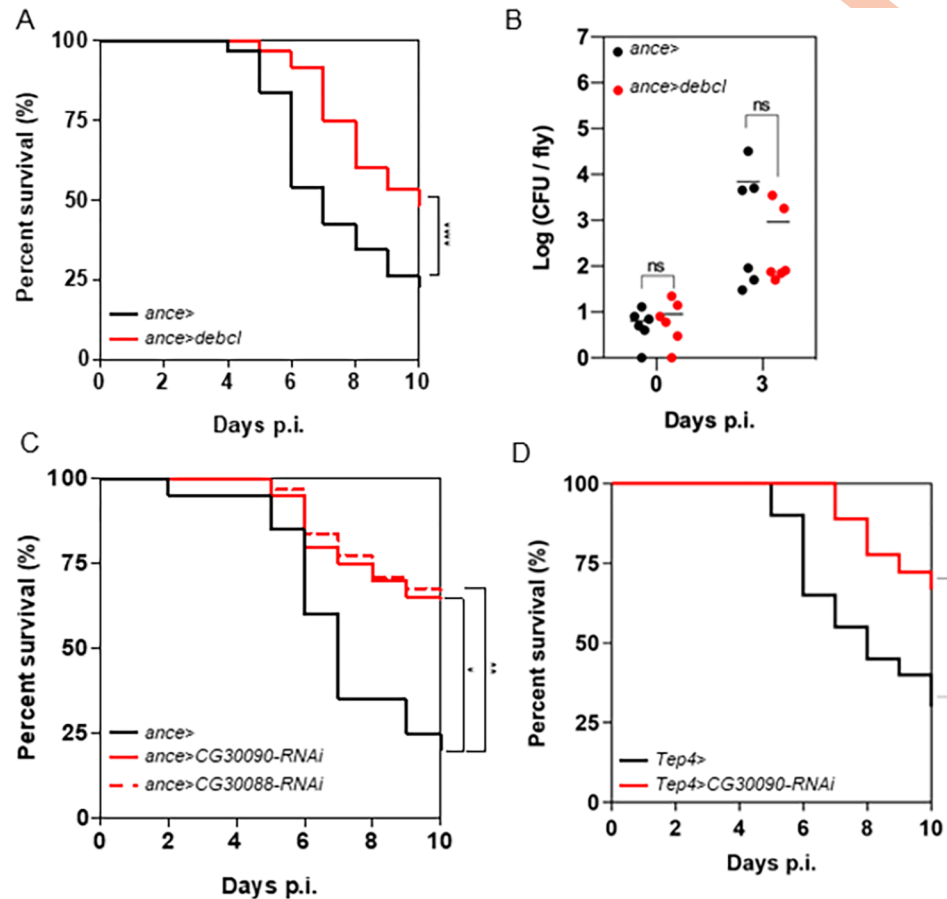 A
Percent survival (%)
100
75
50
25
0
ance>
ance>debcl
****
0 2 4 6 8 10
Days p.i.
B
Log (CFU / fly)
7
6
5
4
3
2
1
0
ance>
ance>debcl
ns
ns
0 3
Days p.i.
C
Percent survival (%)
100
75
50
25
0
ance>
ance>CG30090-RNAi
ance>CG30088-RNAi
*
**
0 2 4 6 8 10
Days p.i.
D
Percent survival (%)
100
75
50
25
0
Tep4>
Tep4>CG30090-RNAi
0 2 4 6 8 10
Days p.i.